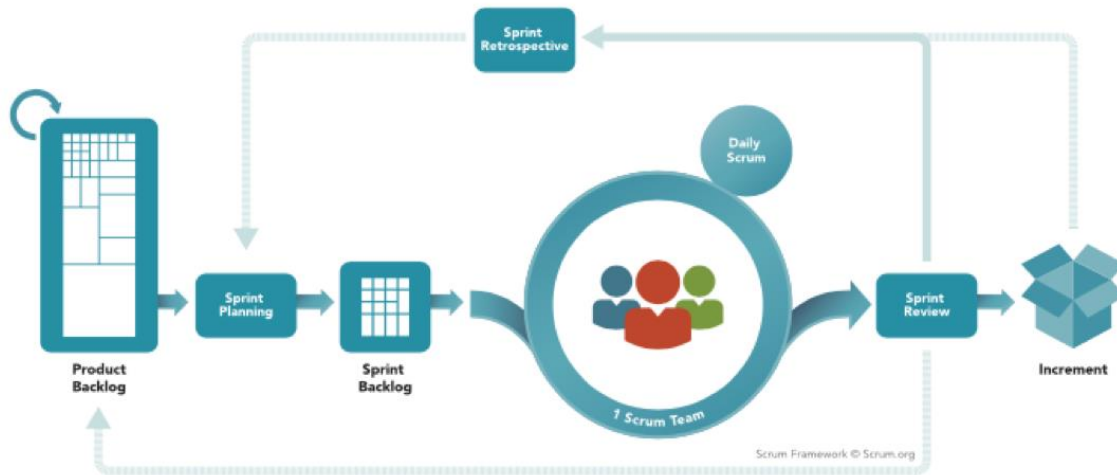 Sprint
Retrospective
Daily
Scrum
Sprint
Planning
Sprint
Review
Product
Backlog
Sprint
Backlog
Increment
1 Scrum Team
Scrum Framework © Scrum.org